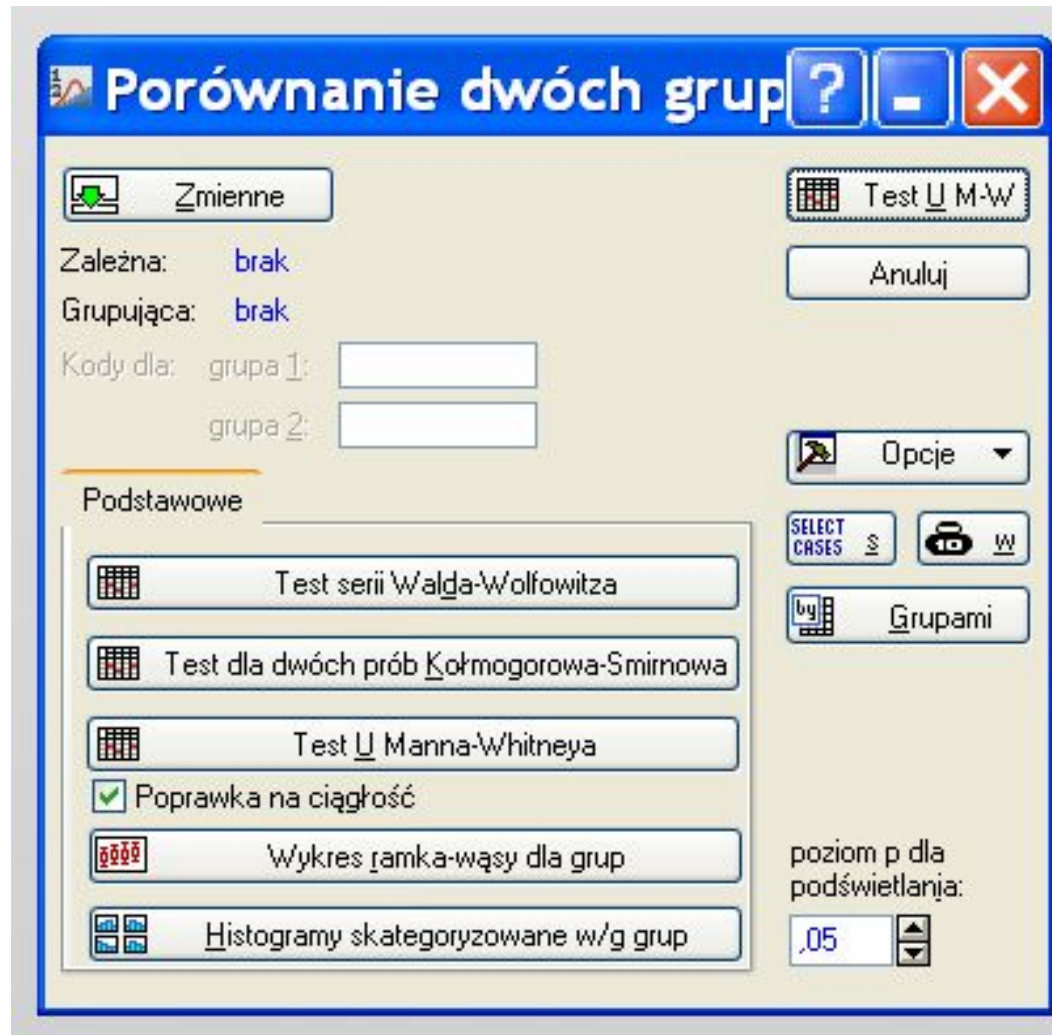 Porównanie dwóch grup
Zmienne
Test U M-W
Zależna: brak
Anuluj
Grupująca: brak
Kody dla: grupa 1:
grupa 2:
Opcje
Podstawowe
SELECT CASES S
W
Test serii Walda-Wolfowitza
Grupami
Test dla dwóch prób Kołmogorowa-Smirnowa
Test U Manna-Whitneya
Poprawka na ciągłość
Wykres ramka-wąsy dla grup
poziom p dla
podświetlania:
Histogramy skategoryzowane w/g grup
,05